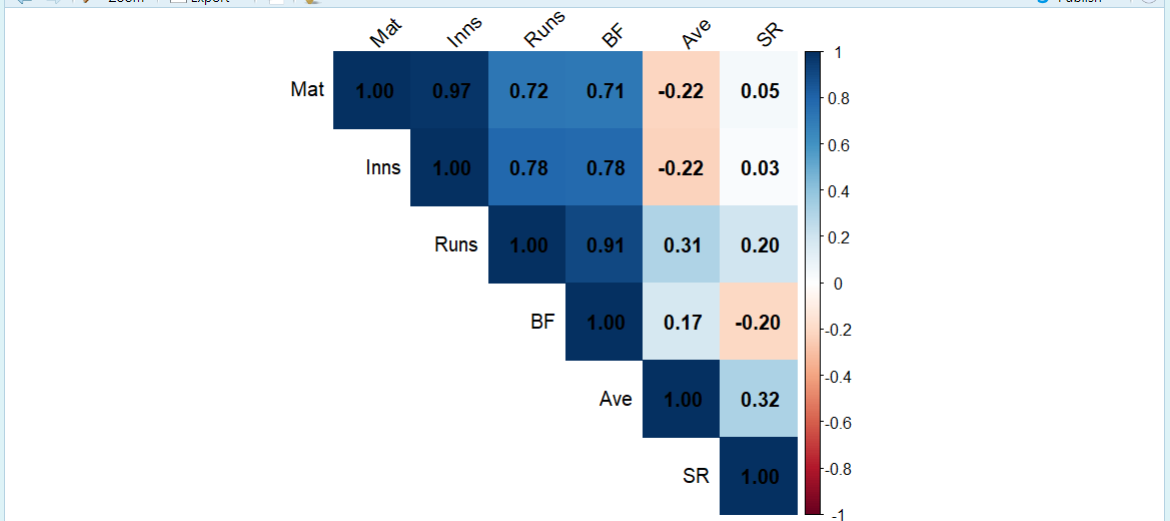 Zoom Export Publish
Mat Inns Runs BF Ave SR
Mat 1.00 0.97 0.72 0.71 -0.22 0.05
Inns 1.00 0.78 0.78 -0.22 0.03
Runs 1.00 0.91 0.31 0.20
BF 1.00 0.17 -0.20
Ave 1.00 0.32
SR 1.00
1
0.8
0.6
0.4
0.2
0
-0.2
-0.4
-0.6
-0.8
-1